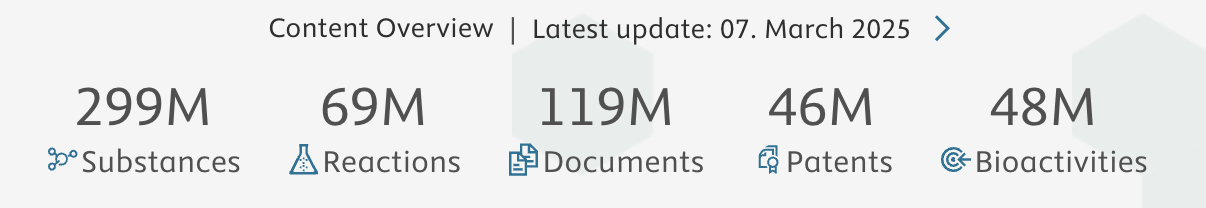 Content Overview | Latest update: 07. March 2025
299M 69M 119M 46M 48M
Substances Reactions Documents Patents Bioactivities